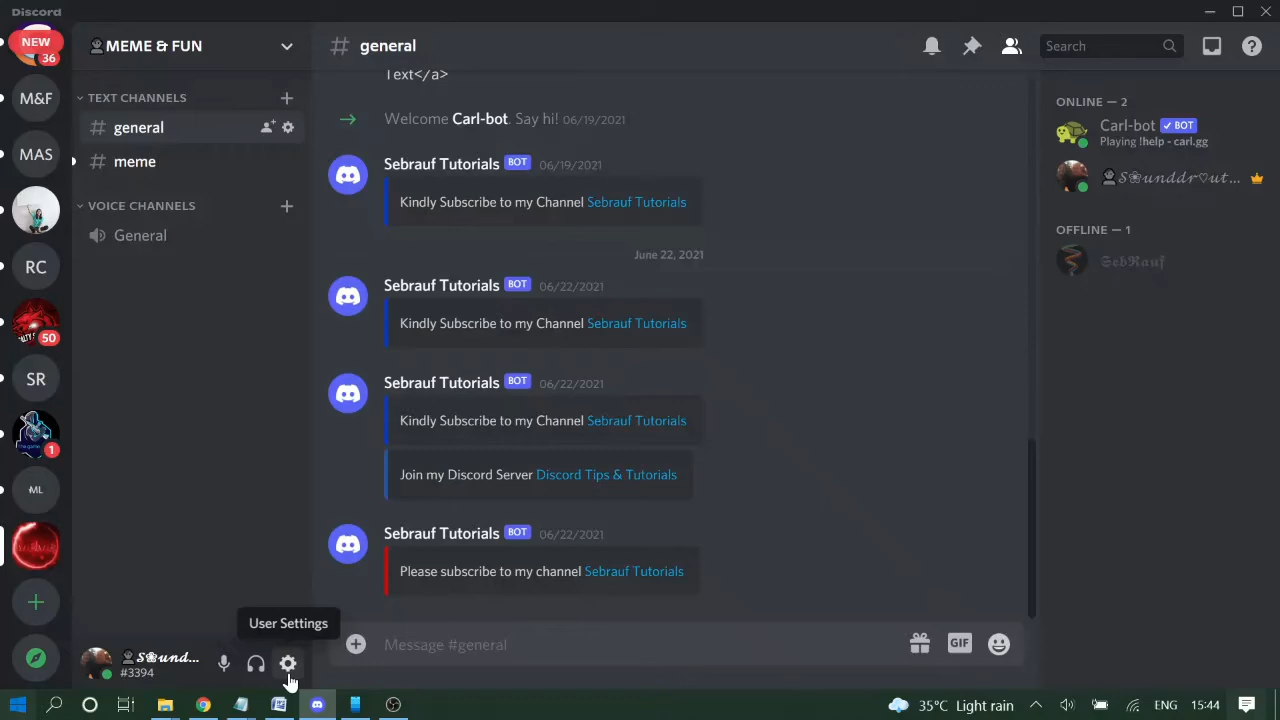 Discord
NEW
36
MEME & FUN
general
Search
M&F
MAS
RC
50
SR
1
ML
TEXT CHANNELS
general
meme
VOICE CHANNELS
General
Text</a>
Welcome Carl-bot. Say hi! 06/19/2021
Sebrauf Tutorials BOT 06/19/2021
Kindly Subscribe to my Channel Sebrauf Tutorials
June 22, 2021
Sebrauf Tutorials BOT 06/22/2021
Kindly Subscribe to my Channel Sebrauf Tutorials
Sebrauf Tutorials BOT 06/22/2021
Kindly Subscribe to my Channel Sebrauf Tutorials
Join my Discord Server Discord Tips & Tutorials
Sebrauf Tutorials BOT 06/22/2021
Please subscribe to my channel Sebrauf Tutorials
ONLINE — 2
Carl-bot ✓ BOT
Playing !help - carl.gg
S❀unddr♡ut...
OFFLINE — 1
SebRauf
User Settings
S❀und...
#3394
Message #general
GIF
35°C Light rain
ENG
15:44